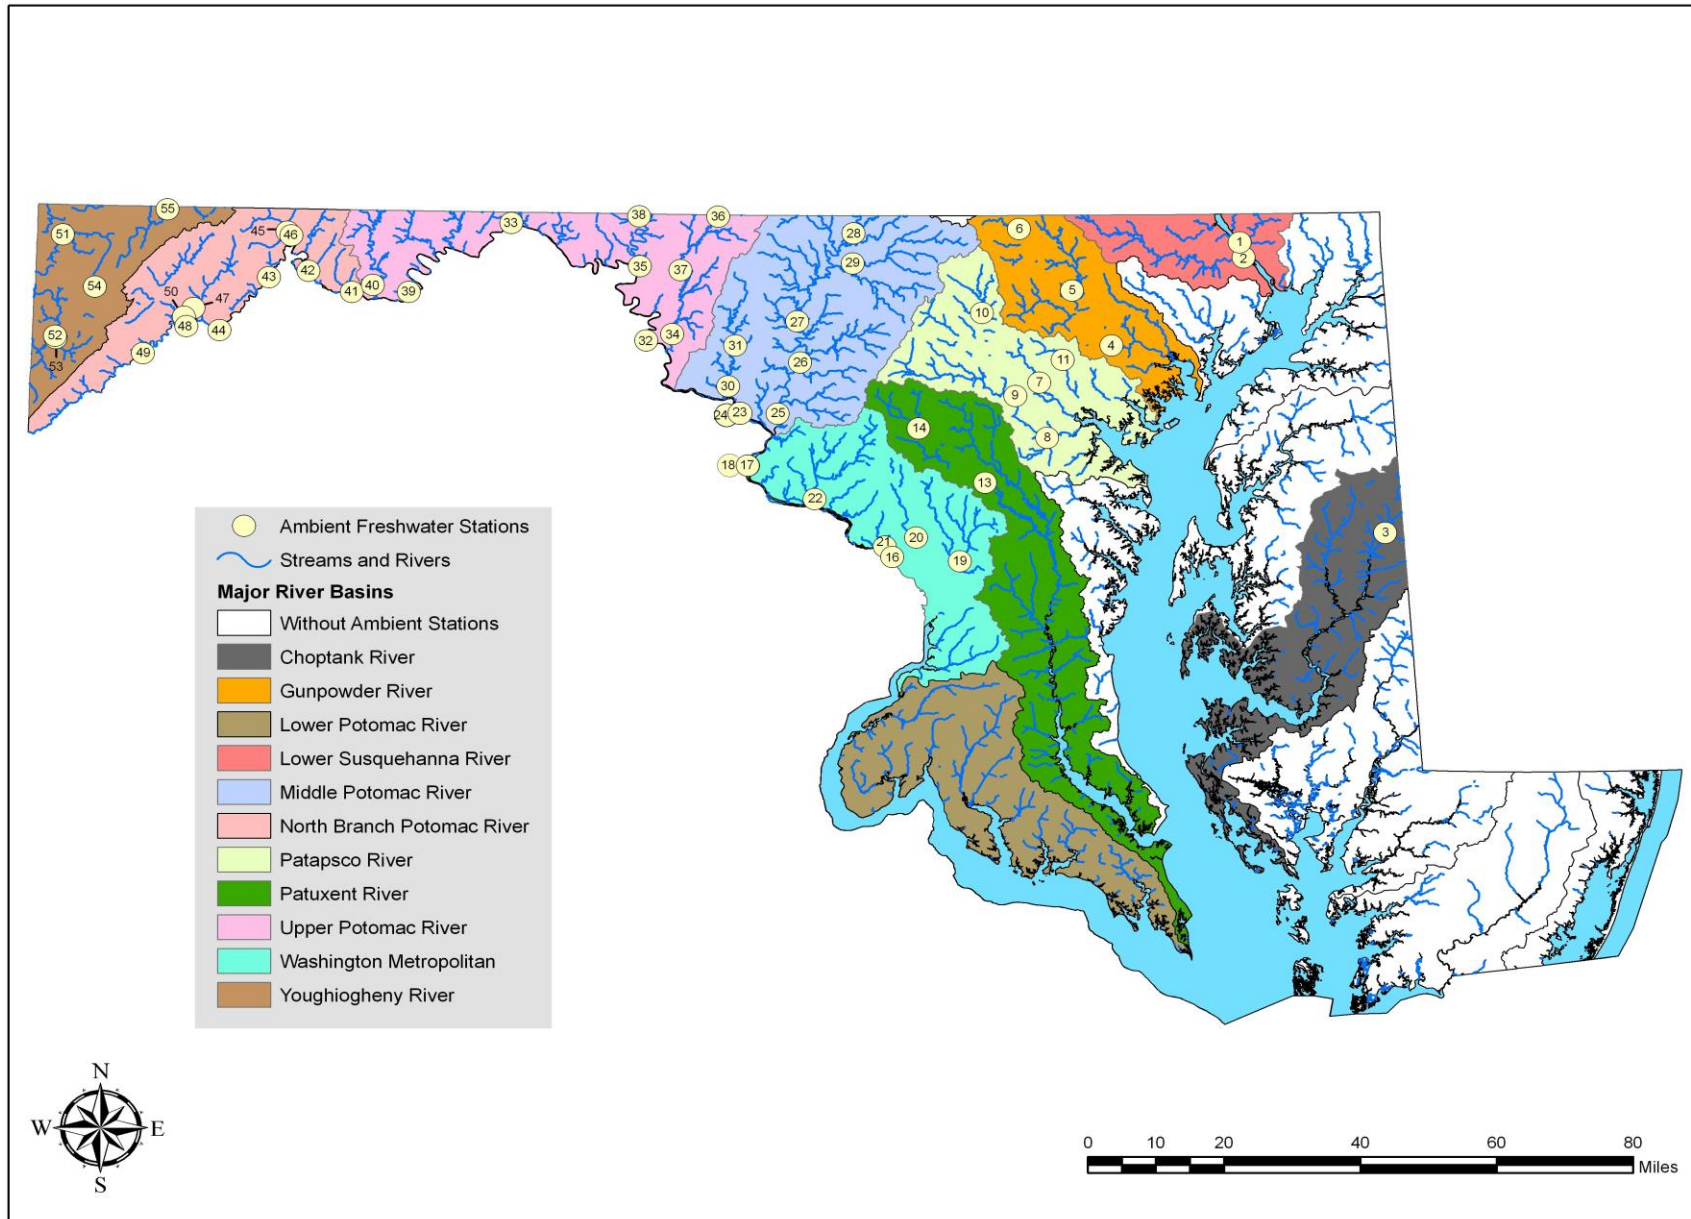 55
51
45
46
38
36
33
6
28
1
2
54
43
42
35
37
29
50
47
41
40
39
5
52
48
44
49
53
32
34
27
10
31
26
11
4
30
7
9
24
23
25
14
8
18
17
22
13
3
21
20
16
19
Ambient Freshwater Stations
Streams and Rivers
Major River Basins
Without Ambient Stations
Choptank River
Gunpowder River
Lower Potomac River
Lower Susquehanna River
Middle Potomac River
North Branch Potomac River
Patapsco River
Patuxent River
Upper Potomac River
Washington Metropolitan
Youghiogheny River
N
W E
S
0 10 20 40 60 80
Miles